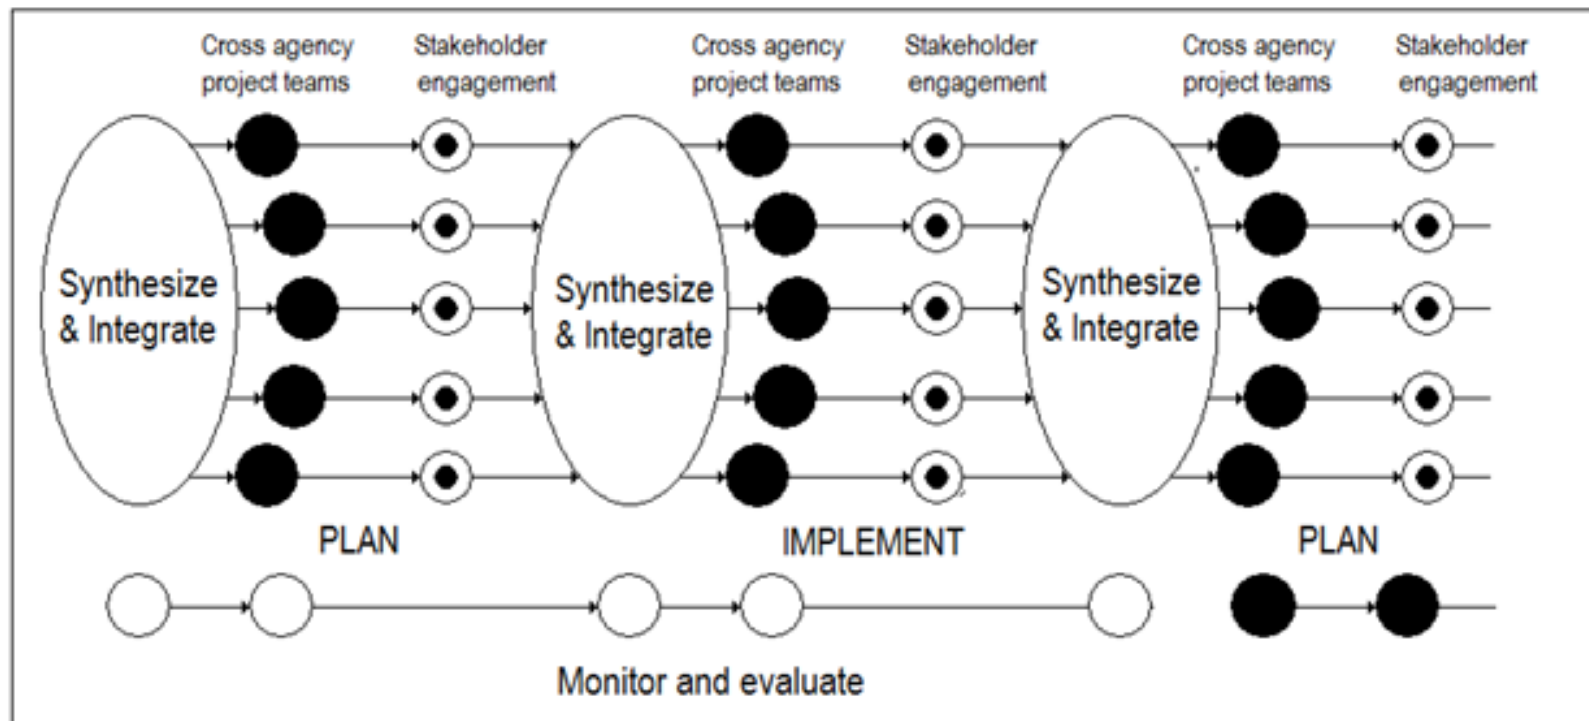 Cross agency
project teams
Stakeholder
engagement
Cross agency
project teams
Stakeholder
engagement
Cross agency
project teams
Stakeholder
engagement
Synthesize
& Integrate
Synthesize
& Integrate
Synthesize
& Integrate
PLAN
IMPLEMENT
PLAN
Monitor and evaluate